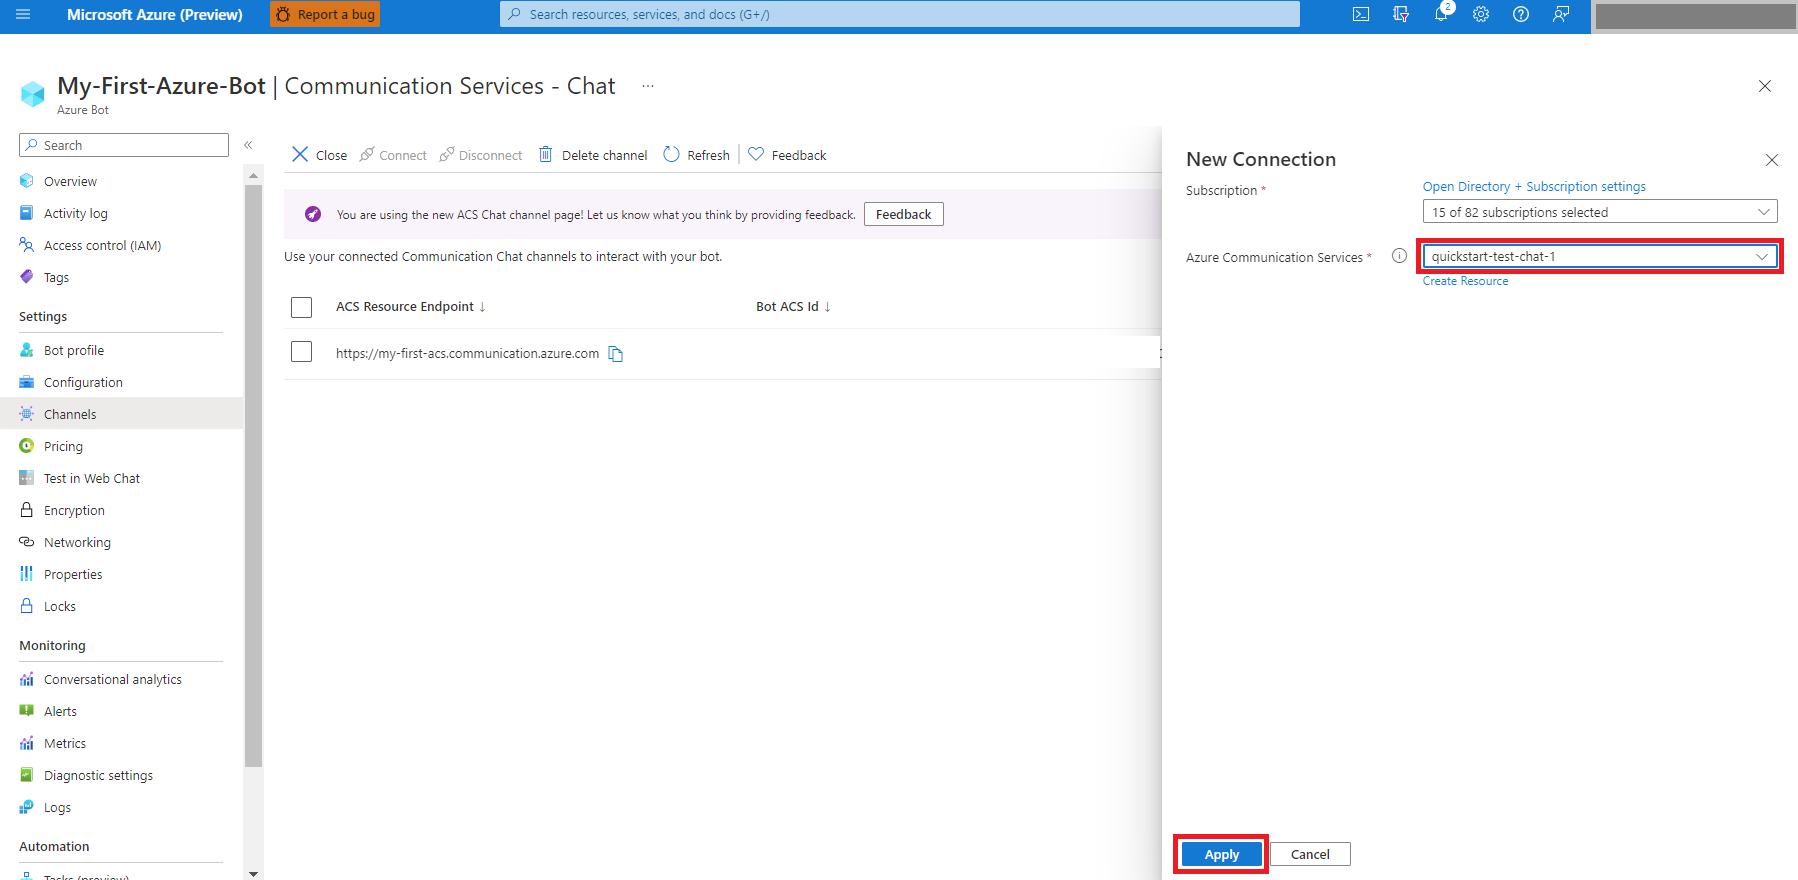 Microsoft Azure (Preview)
Report a bug
Search resources, services, and docs (G+/)
2
My-First-Azure-Bot | Communication Services - Chat ...
Azure Bot
Search
«
Overview
Activity log
Access control (IAM)
Tags
Settings
Bot profile
Configuration
Channels
Pricing
Test in Web Chat
Encryption
Networking
Properties
Locks
Monitoring
Conversational analytics
Alerts
Metrics
Diagnostic settings
Logs
Automation
Tasks (preview)
Close Connect Disconnect Delete channel Refresh Feedback
You are using the new ACS Chat channel page! Let us know what you think by providing feedback. Feedback
Use your connected Communication Chat channels to interact with your bot.
ACS Resource Endpoint ↓ Bot ACS Id ↓
https://my-first-acs.communication.azure.com
New Connection
Subscription *
Open Directory + Subscription settings
15 of 82 subscriptions selected
Azure Communication Services *
quickstart-test-chat-1
Create Resource
Apply Cancel